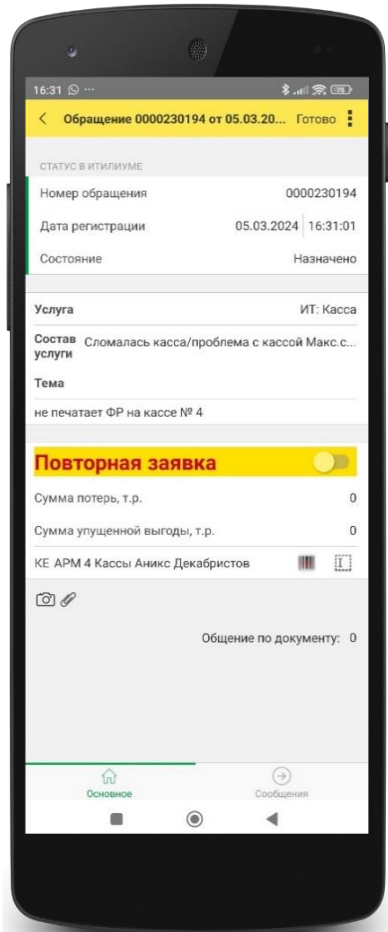 16:31 ...
Обращение 0000230194 от 05.03.20... Готово
СТАТУС В ИТИЛИУМЕ
Номер обращения 0000230194
Дата регистрации 05.03.2024 16:31:01
Состояние Назначено
Услуга ИТ: Касса
Состав услуги Сломалась касса/проблема с кассой Макс.с...
Тема
не печатает ФР на кассе № 4
Повторная заявка
Сумма потерь, т.р. 0
Сумма упущенной выгоды, т.р. 0
КЕ АРМ 4 Кассы Аникс Декабристов
Общение по документу: 0
Основное Сообщения